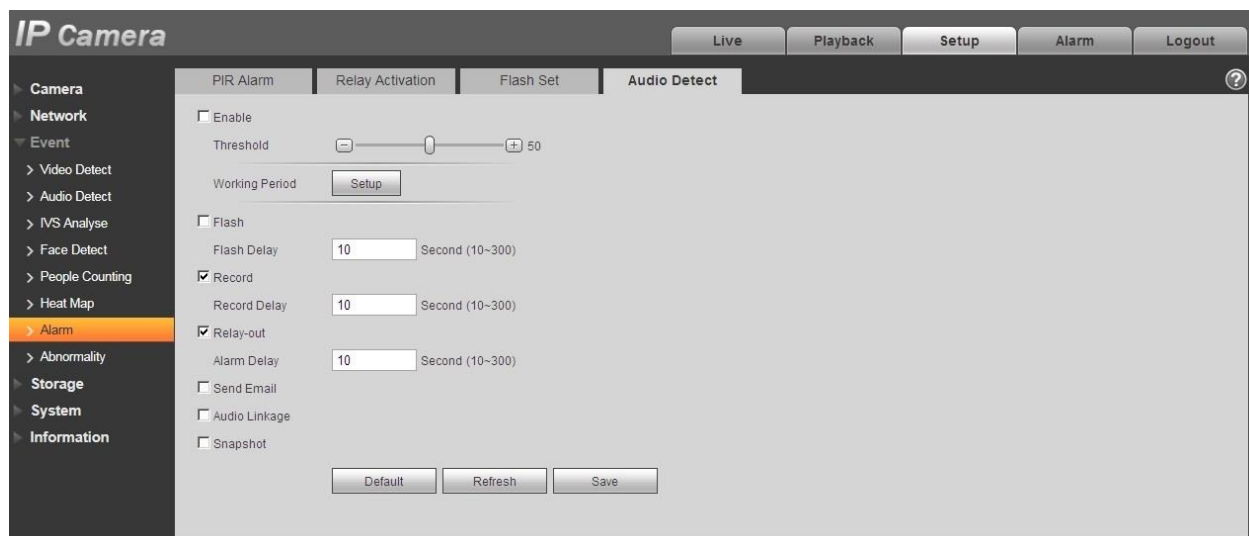 IP Camera
Live Playback Setup Alarm Logout
PIR Alarm Relay Activation Flash Set Audio Detect ?
Camera
Network
Event
Video Detect
Audio Detect
IVS Analyse
Face Detect
People Counting
Heat Map
Alarm
Abnormality
Storage
System
Information
Enable
Threshold 50
Working Period Setup
Flash
Flash Delay 10 Second (10~300)
Record
Record Delay 10 Second (10~300)
Relay-out
Alarm Delay 10 Second (10~300)
Send Email
Audio Linkage
Snapshot
Default Refresh Save